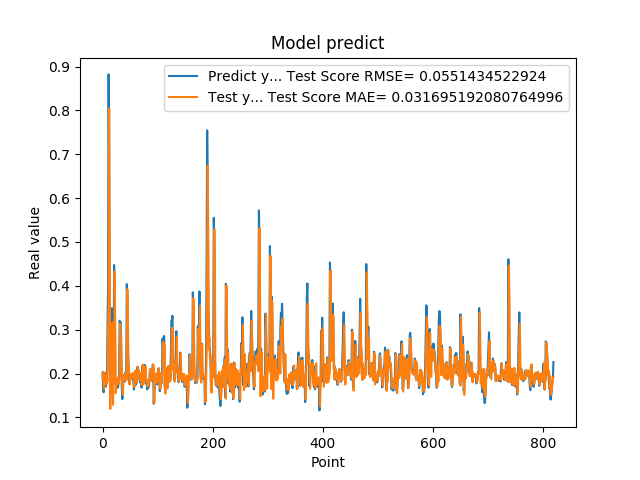 Model predict
Predict y... Test Score RMSE= 0.0551434522924
Test y... Test Score MAE= 0.031695192080764996
0.9
0.8
0.7
0.6
0.5
0.4
0.3
0.2
0.1
Real value
0 200 400 600 800
Point